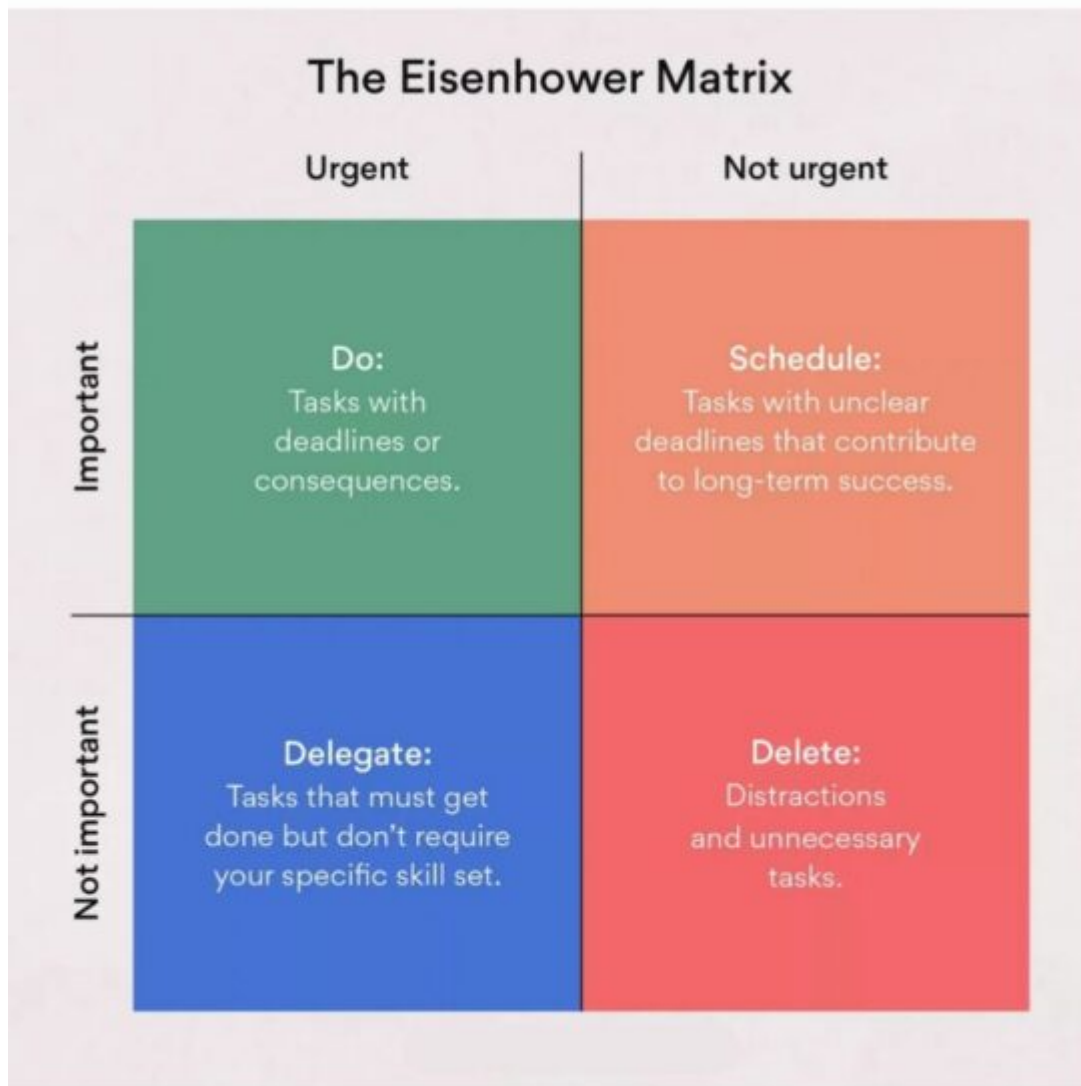 The Eisenhower Matrix
Urgent
Not urgent
Important
Do:
Tasks with
deadlines or
consequences.
Schedule:
Tasks with unclear
deadlines that contribute
to long-term success.
Not important
Delegate:
Tasks that must get
done but don't require
your specific skill set.
Delete:
Distractions
and unnecessary
tasks.